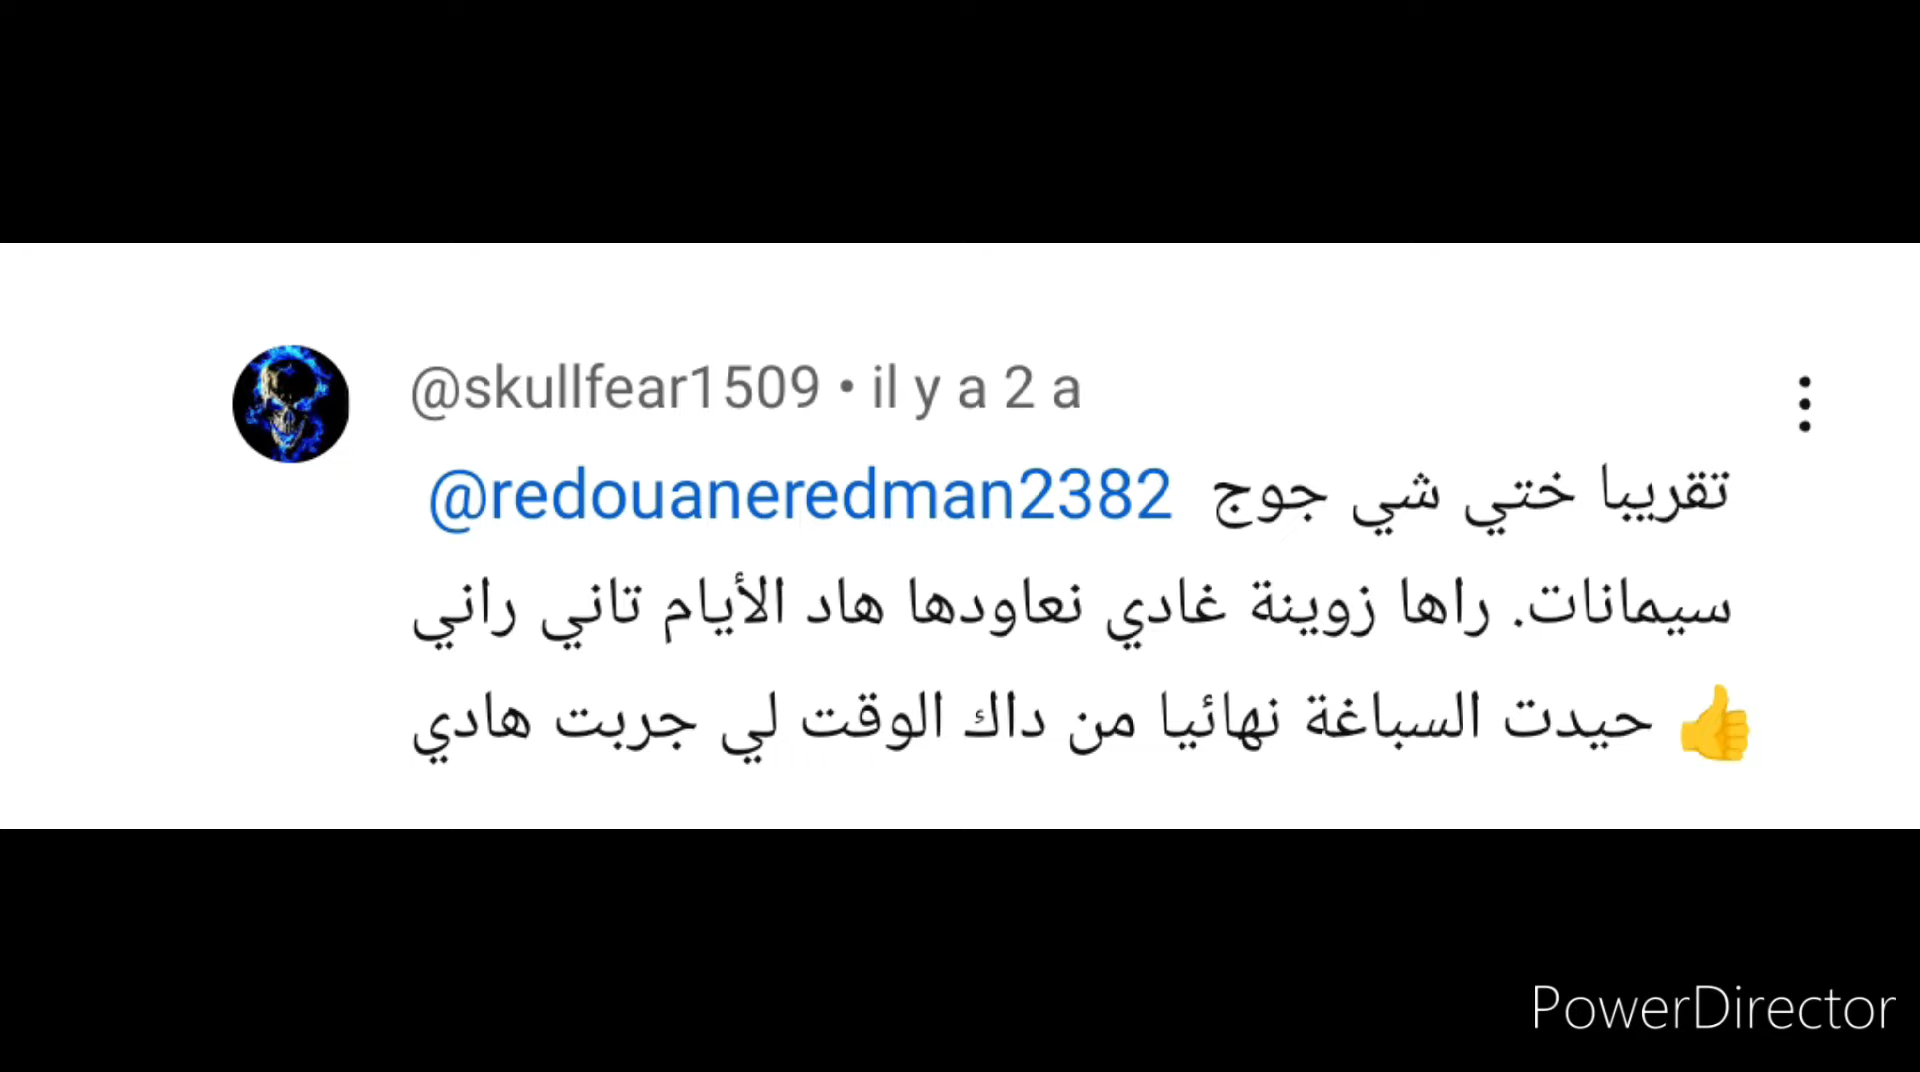 @skullfear1509 • il y a 2 a
@redouaneredman2382 تقريبا ختي شي جوج
سيمانات. راها زوينة غادي نعاودها هاد الأيام تاني راني
حيدت السباغة نهائيا من داك الوقت لي جربت هادي 👍
PowerDirector